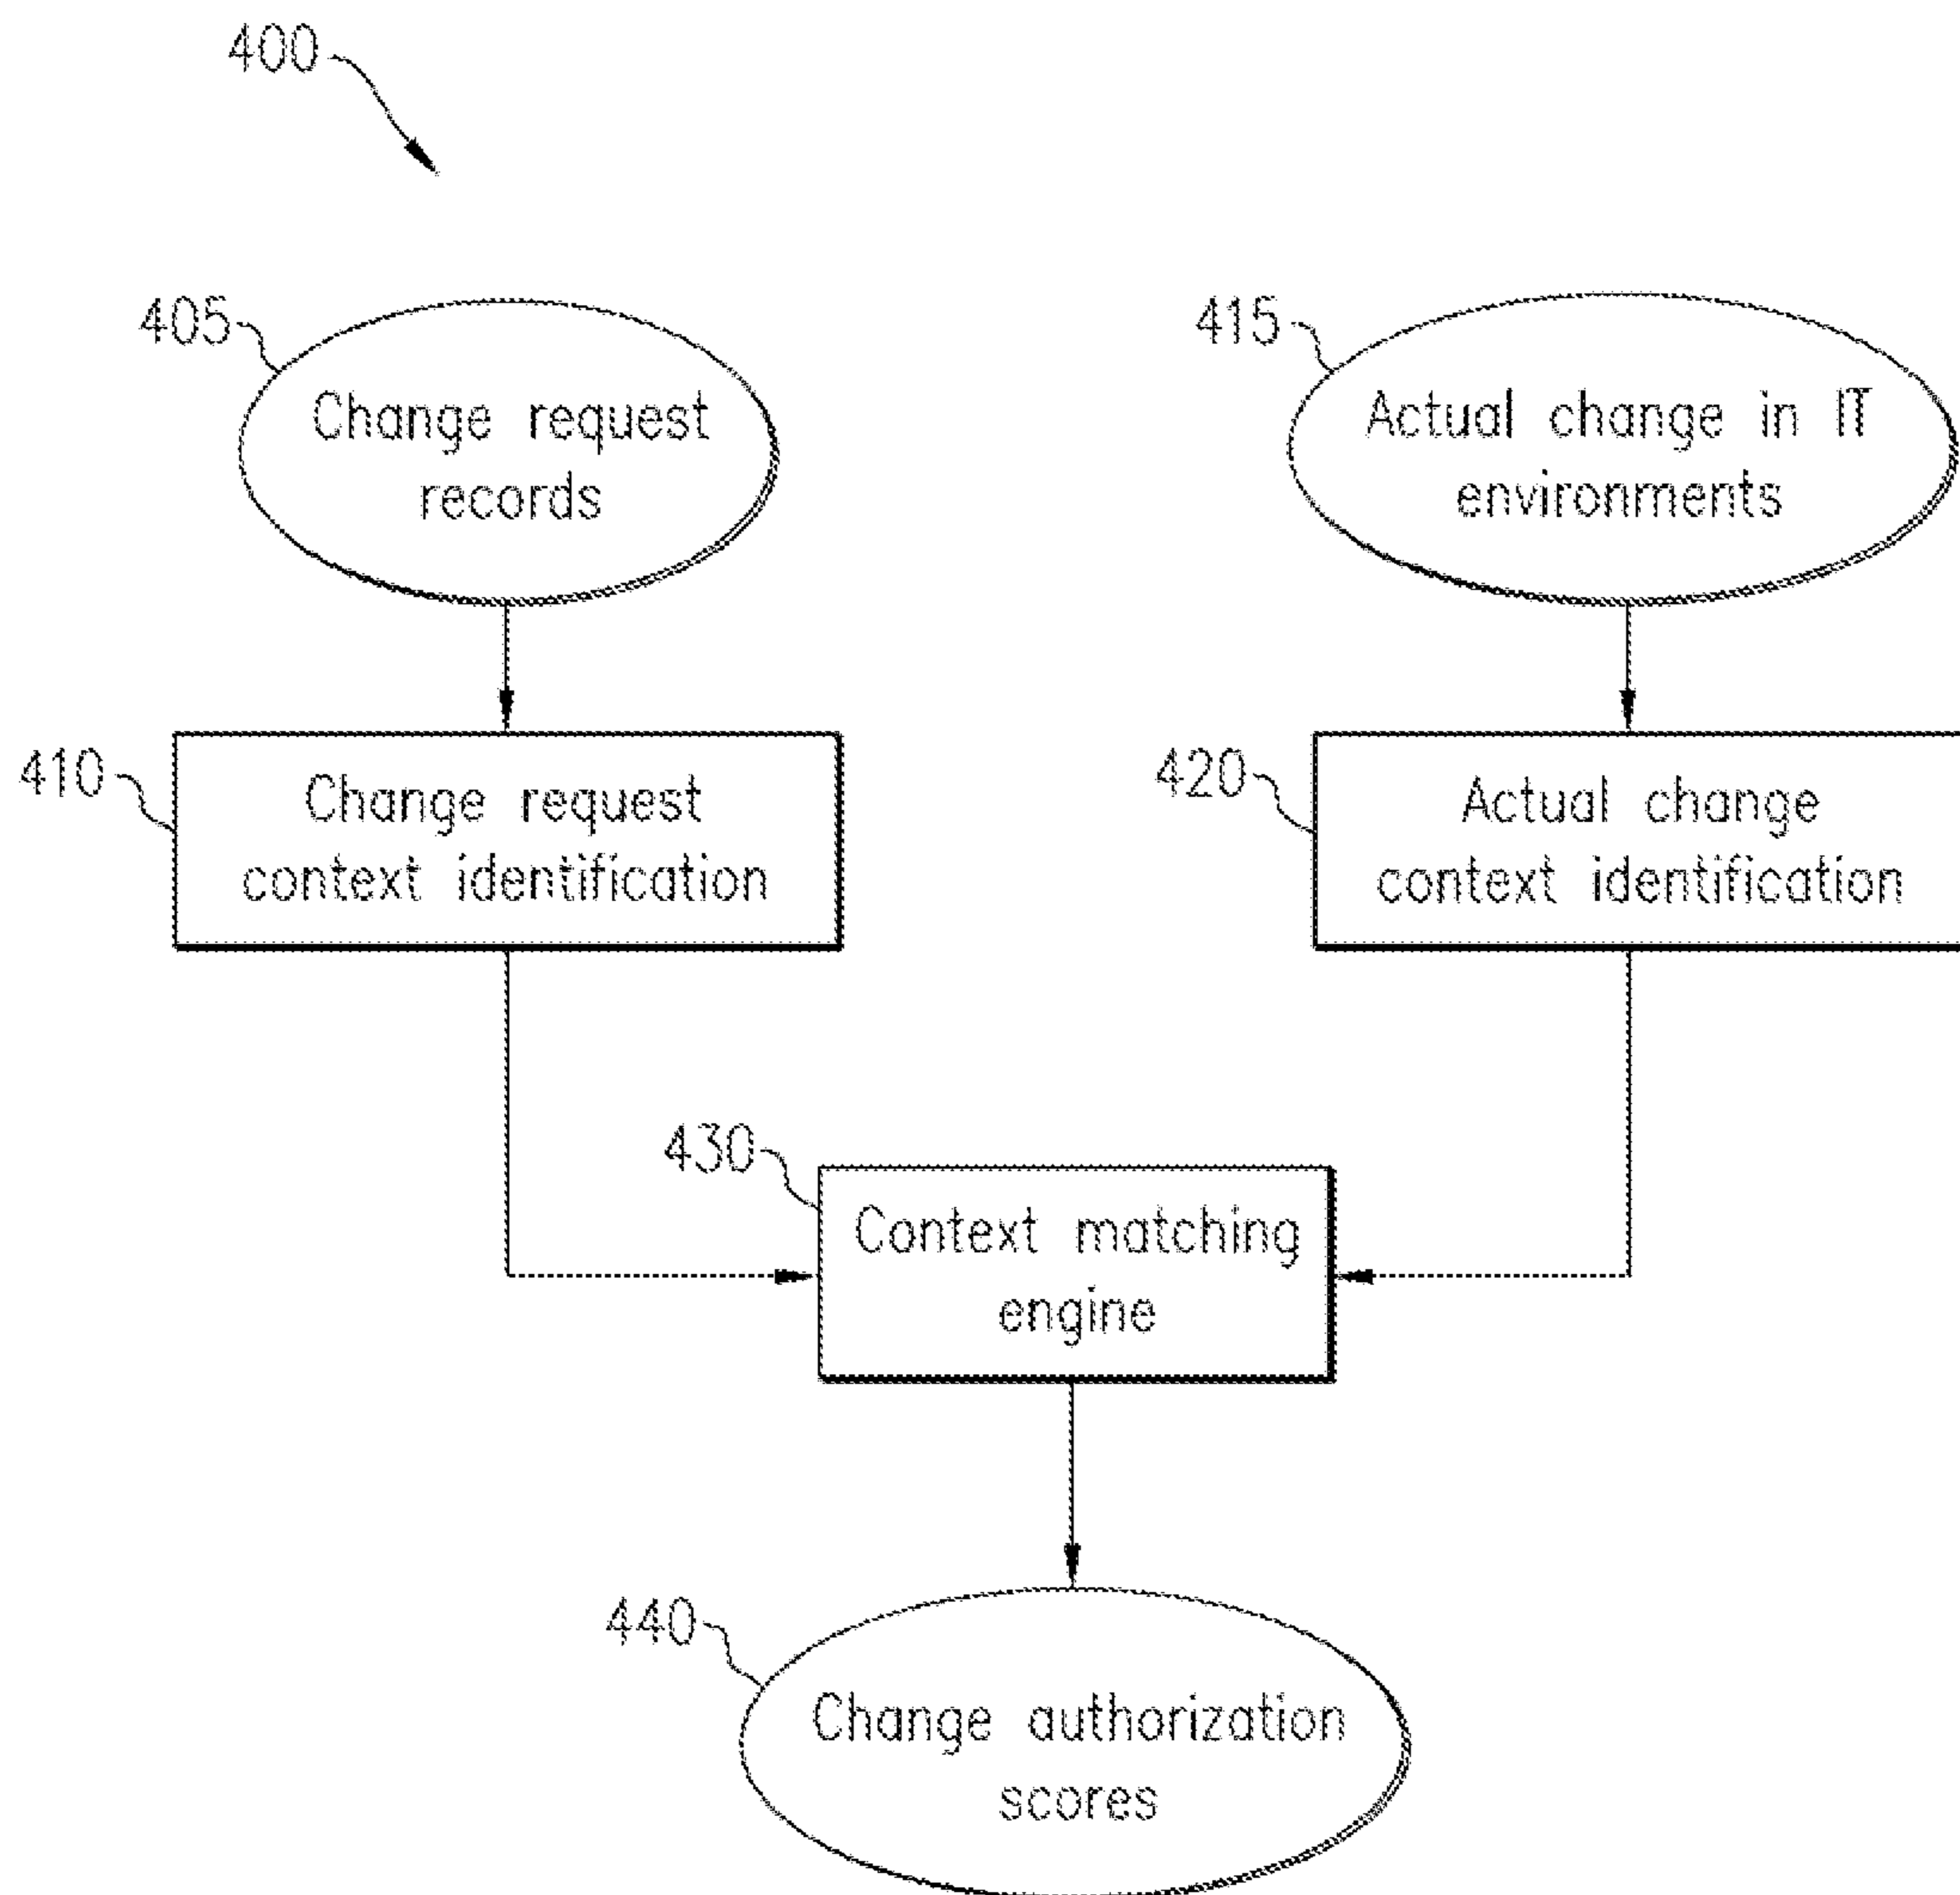 400
405
Change request
records
415
Actual change in IT
environments
410
Change request
context identification
420
Actual change
context identification
430
Context matching
engine
440
Change authorization
scores